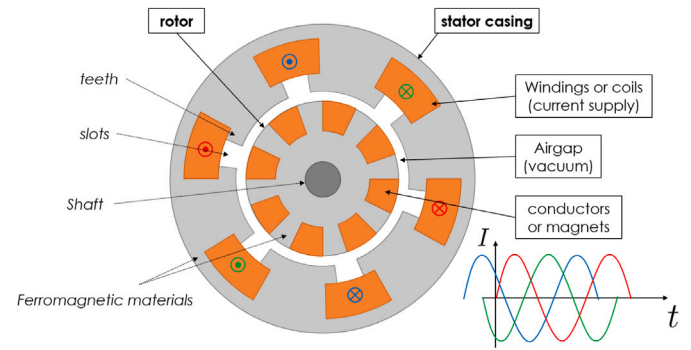 rotor
stator casing
teeth
slots
Shaft
Ferromagnetic materials
Windings or coils
(current supply)
Airgap
(vacuum)
conductors
or magnets
I
t